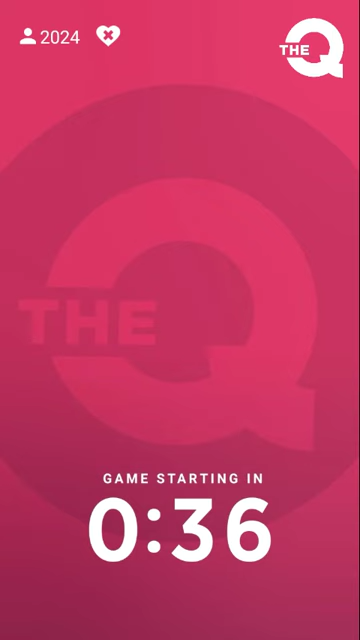 2024
THE Q
THE Q
GAME STARTING IN
0:36